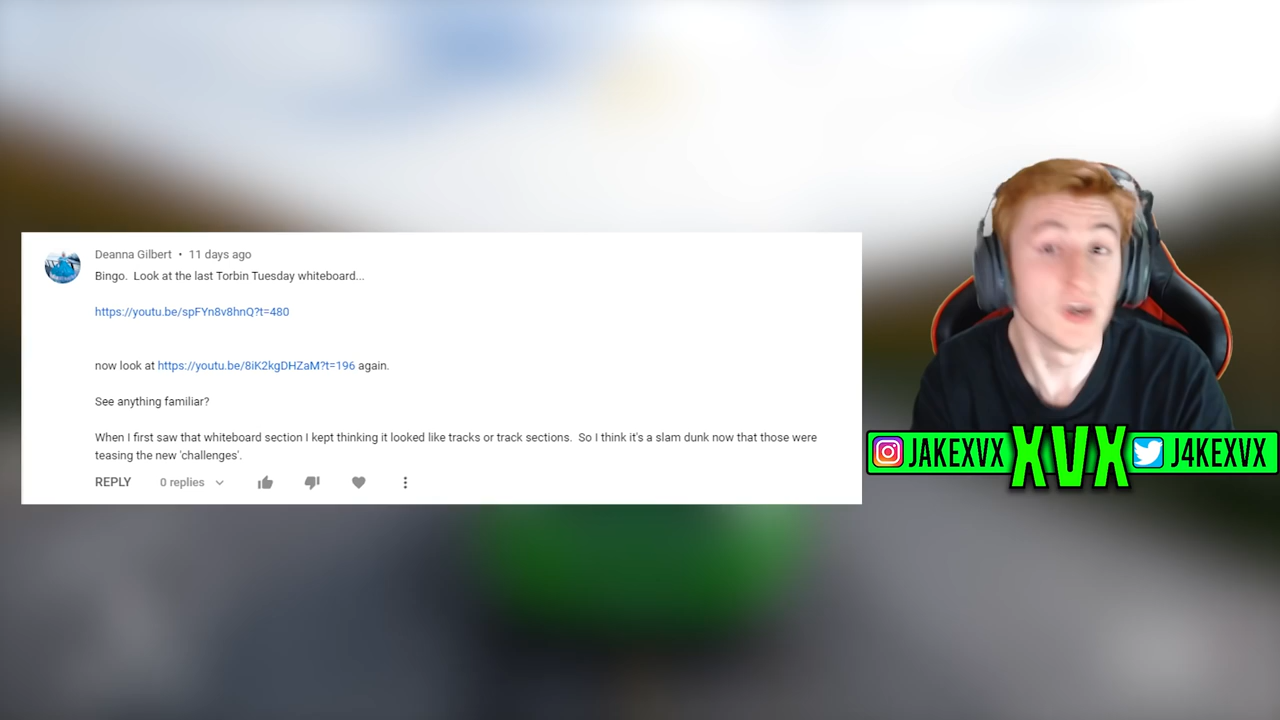 Deanna Gilbert • 11 days ago
Bingo. Look at the last Torbin Tuesday whiteboard...
https://youtu.be/spFYn8v8hnQ?t=480
now look at https://youtu.be/8iK2kgDHZaM?t=196 again.
See anything familiar?
When I first saw that whiteboard section I kept thinking it looked like tracks or track sections. So I think it's a slam dunk now that those were
teasing the new 'challenges'.
REPLY 0 replies
JAKEXVX XVX J4KEXVX